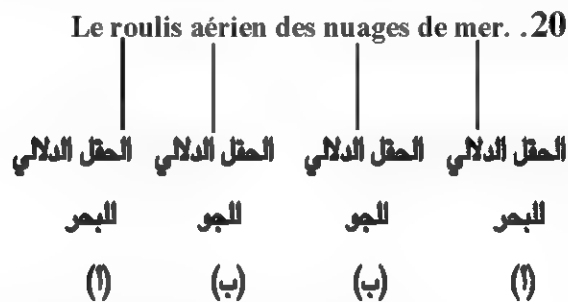 20. Le roulis aérien des nuages de mer.
الحقل الدلالي الحقل الدلالي الحقل الدلالي الحقل الدلالي
للبحر للجو للجو للبحر
(أ) (ب) (ب) (أ)